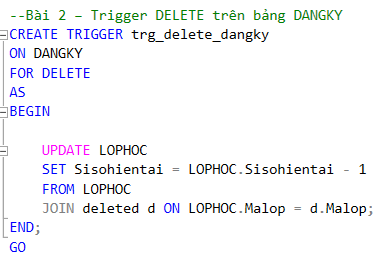 --Bài 2 – Trigger DELETE trên bảng DANGKY
CREATE TRIGGER trg_delete_dangky
ON DANGKY
FOR DELETE
AS
BEGIN
UPDATE LOPHOC
SET Sisohientai = LOPHOC.Sisohientai - 1
FROM LOPHOC
JOIN deleted d ON LOPHOC.Malop = d.Malop;
END;
GO